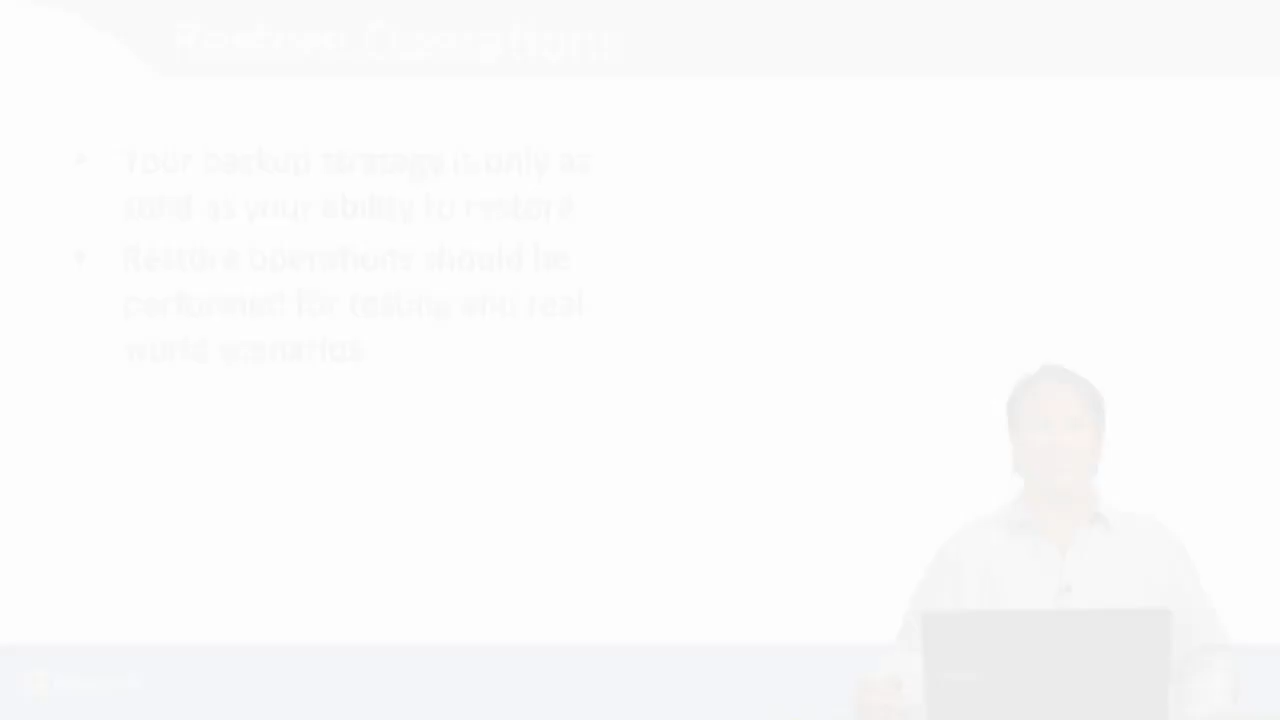 Restore Operations
• Your backup strategy is only as
good as your ability to restore
• Restore operations should be
performed for testing and real
world scenarios